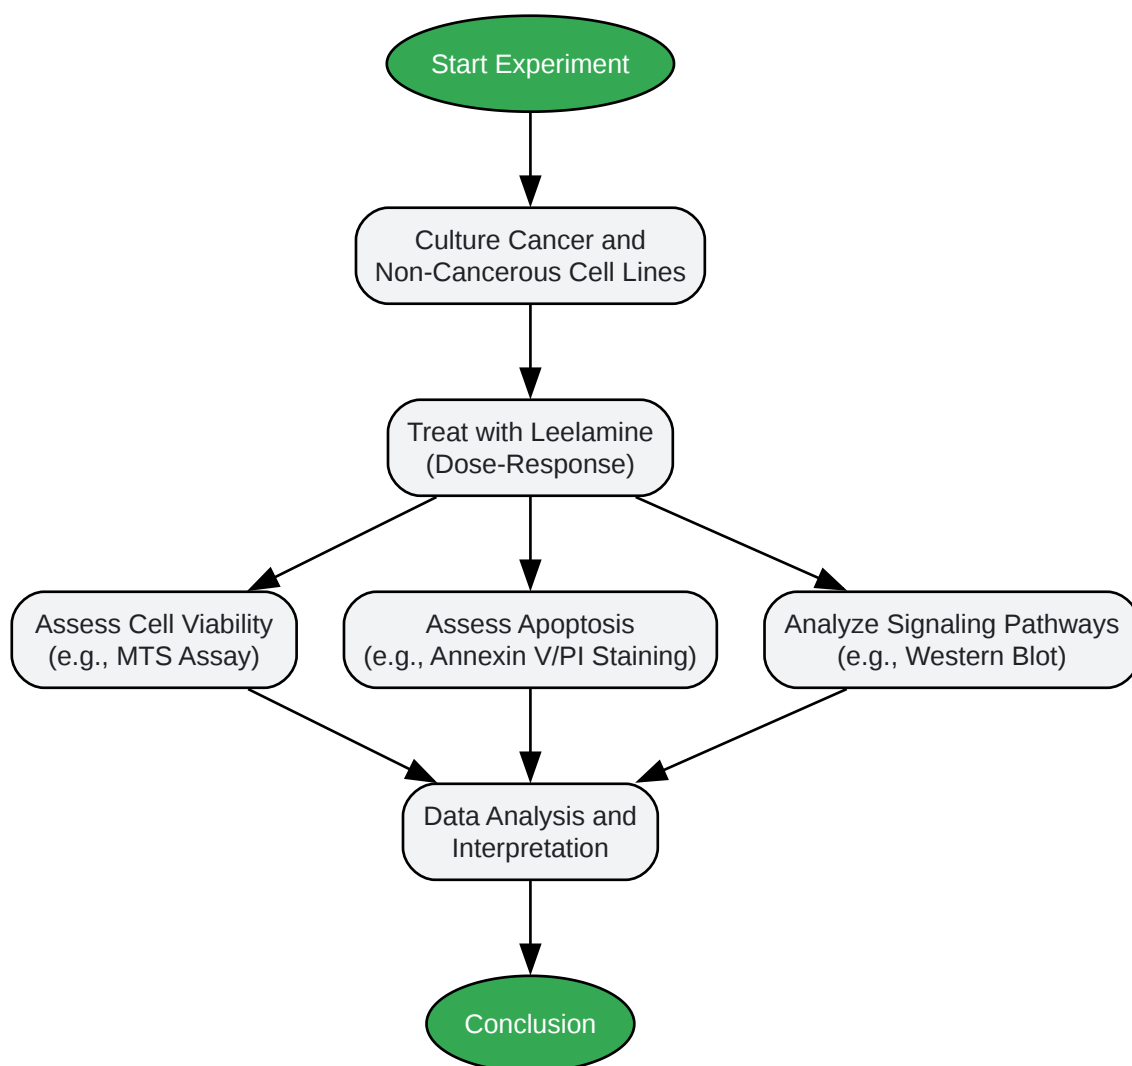 Start Experiment
Culture Cancer and
Non-Cancerous Cell Lines
Treat with Leelamine
(Dose-Response)
Assess Cell Viability
(e.g., MTS Assay)
Assess Apoptosis
(e.g., Annexin V/PI Staining)
Analyze Signaling Pathways
(e.g., Western Blot)
Data Analysis and
Interpretation
Conclusion